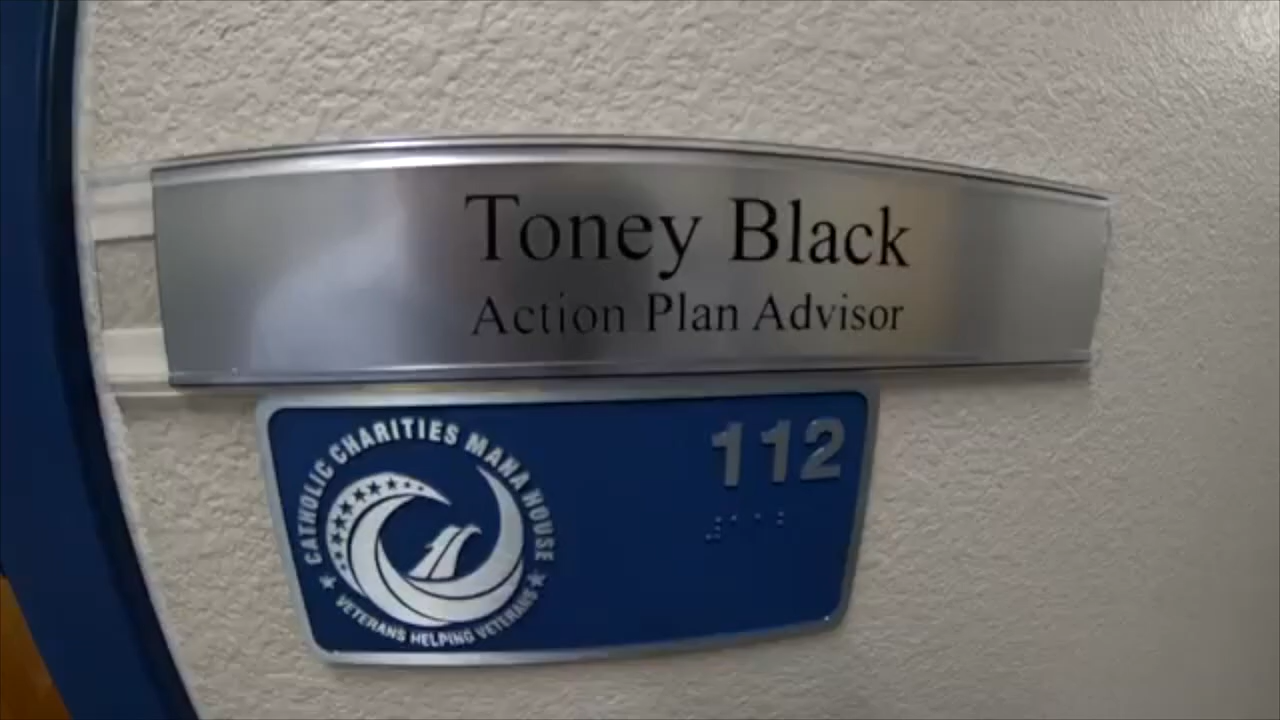 Toney Black
Action Plan Advisor
112
CATHOLIC CHARITIES MANA HOUSE
VETERANS HELPING VETERANS